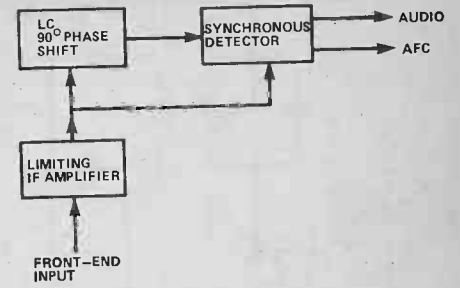 LC
90° PHASE
SHIFT
SYNCHRONOUS
DETECTOR
AUDIO
AFC
LIMITING
IF AMPLIFIER
FRONT-END
INPUT